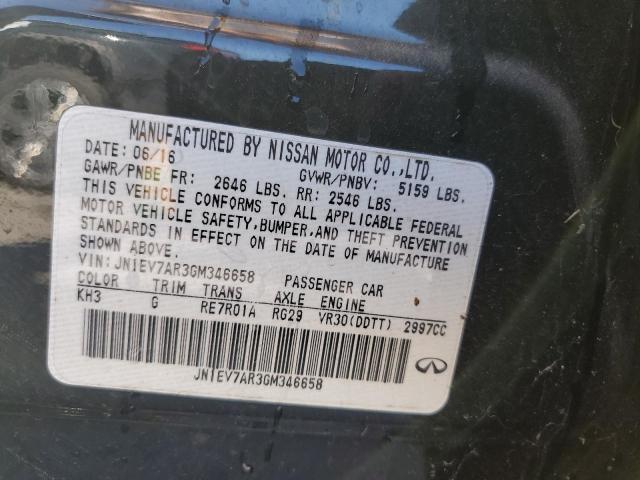 MANUFACTURED BY NISSAN MOTOR CO.,LTD.
DATE: 06/16 GVWR/PNBV: 5159 LBS.
GAWR/PNBE FR: 2646 LBS. RR: 2546 LBS.
THIS VEHICLE CONFORMS TO ALL APPLICABLE FEDERAL
MOTOR VEHICLE SAFETY,BUMPER,AND THEFT PREVENTION
STANDARDS IN EFFECT ON THE DATE OF MANUFACTURE
SHOWN ABOVE.
VIN:JN1EV7AR3GM346658 PASSENGER CAR
COLOR TRIM TRANS AXLE ENGINE
KH3 G RE7R01A RG29 VR30(DDTT) 2997CC
JN1EV7AR3GM346658